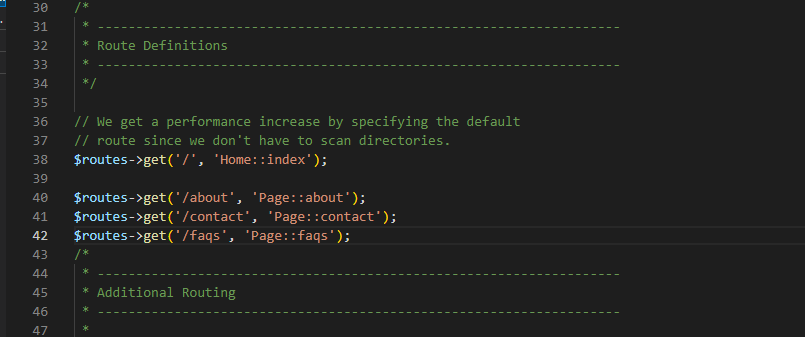 30 /*
31  * --------------------------------------------------------------------
32  * Route Definitions
33  * --------------------------------------------------------------------
34  */
35
36 // We get a performance increase by specifying the default
37 // route since we don't have to scan directories.
38 $routes->get('/', 'Home::index');
39
40 $routes->get('/about', 'Page::about');
41 $routes->get('/contact', 'Page::contact');
42 $routes->get('/faqs', 'Page::faqs');
43 /*
44  * --------------------------------------------------------------------
45  * Additional Routing
46  * --------------------------------------------------------------------
47  *